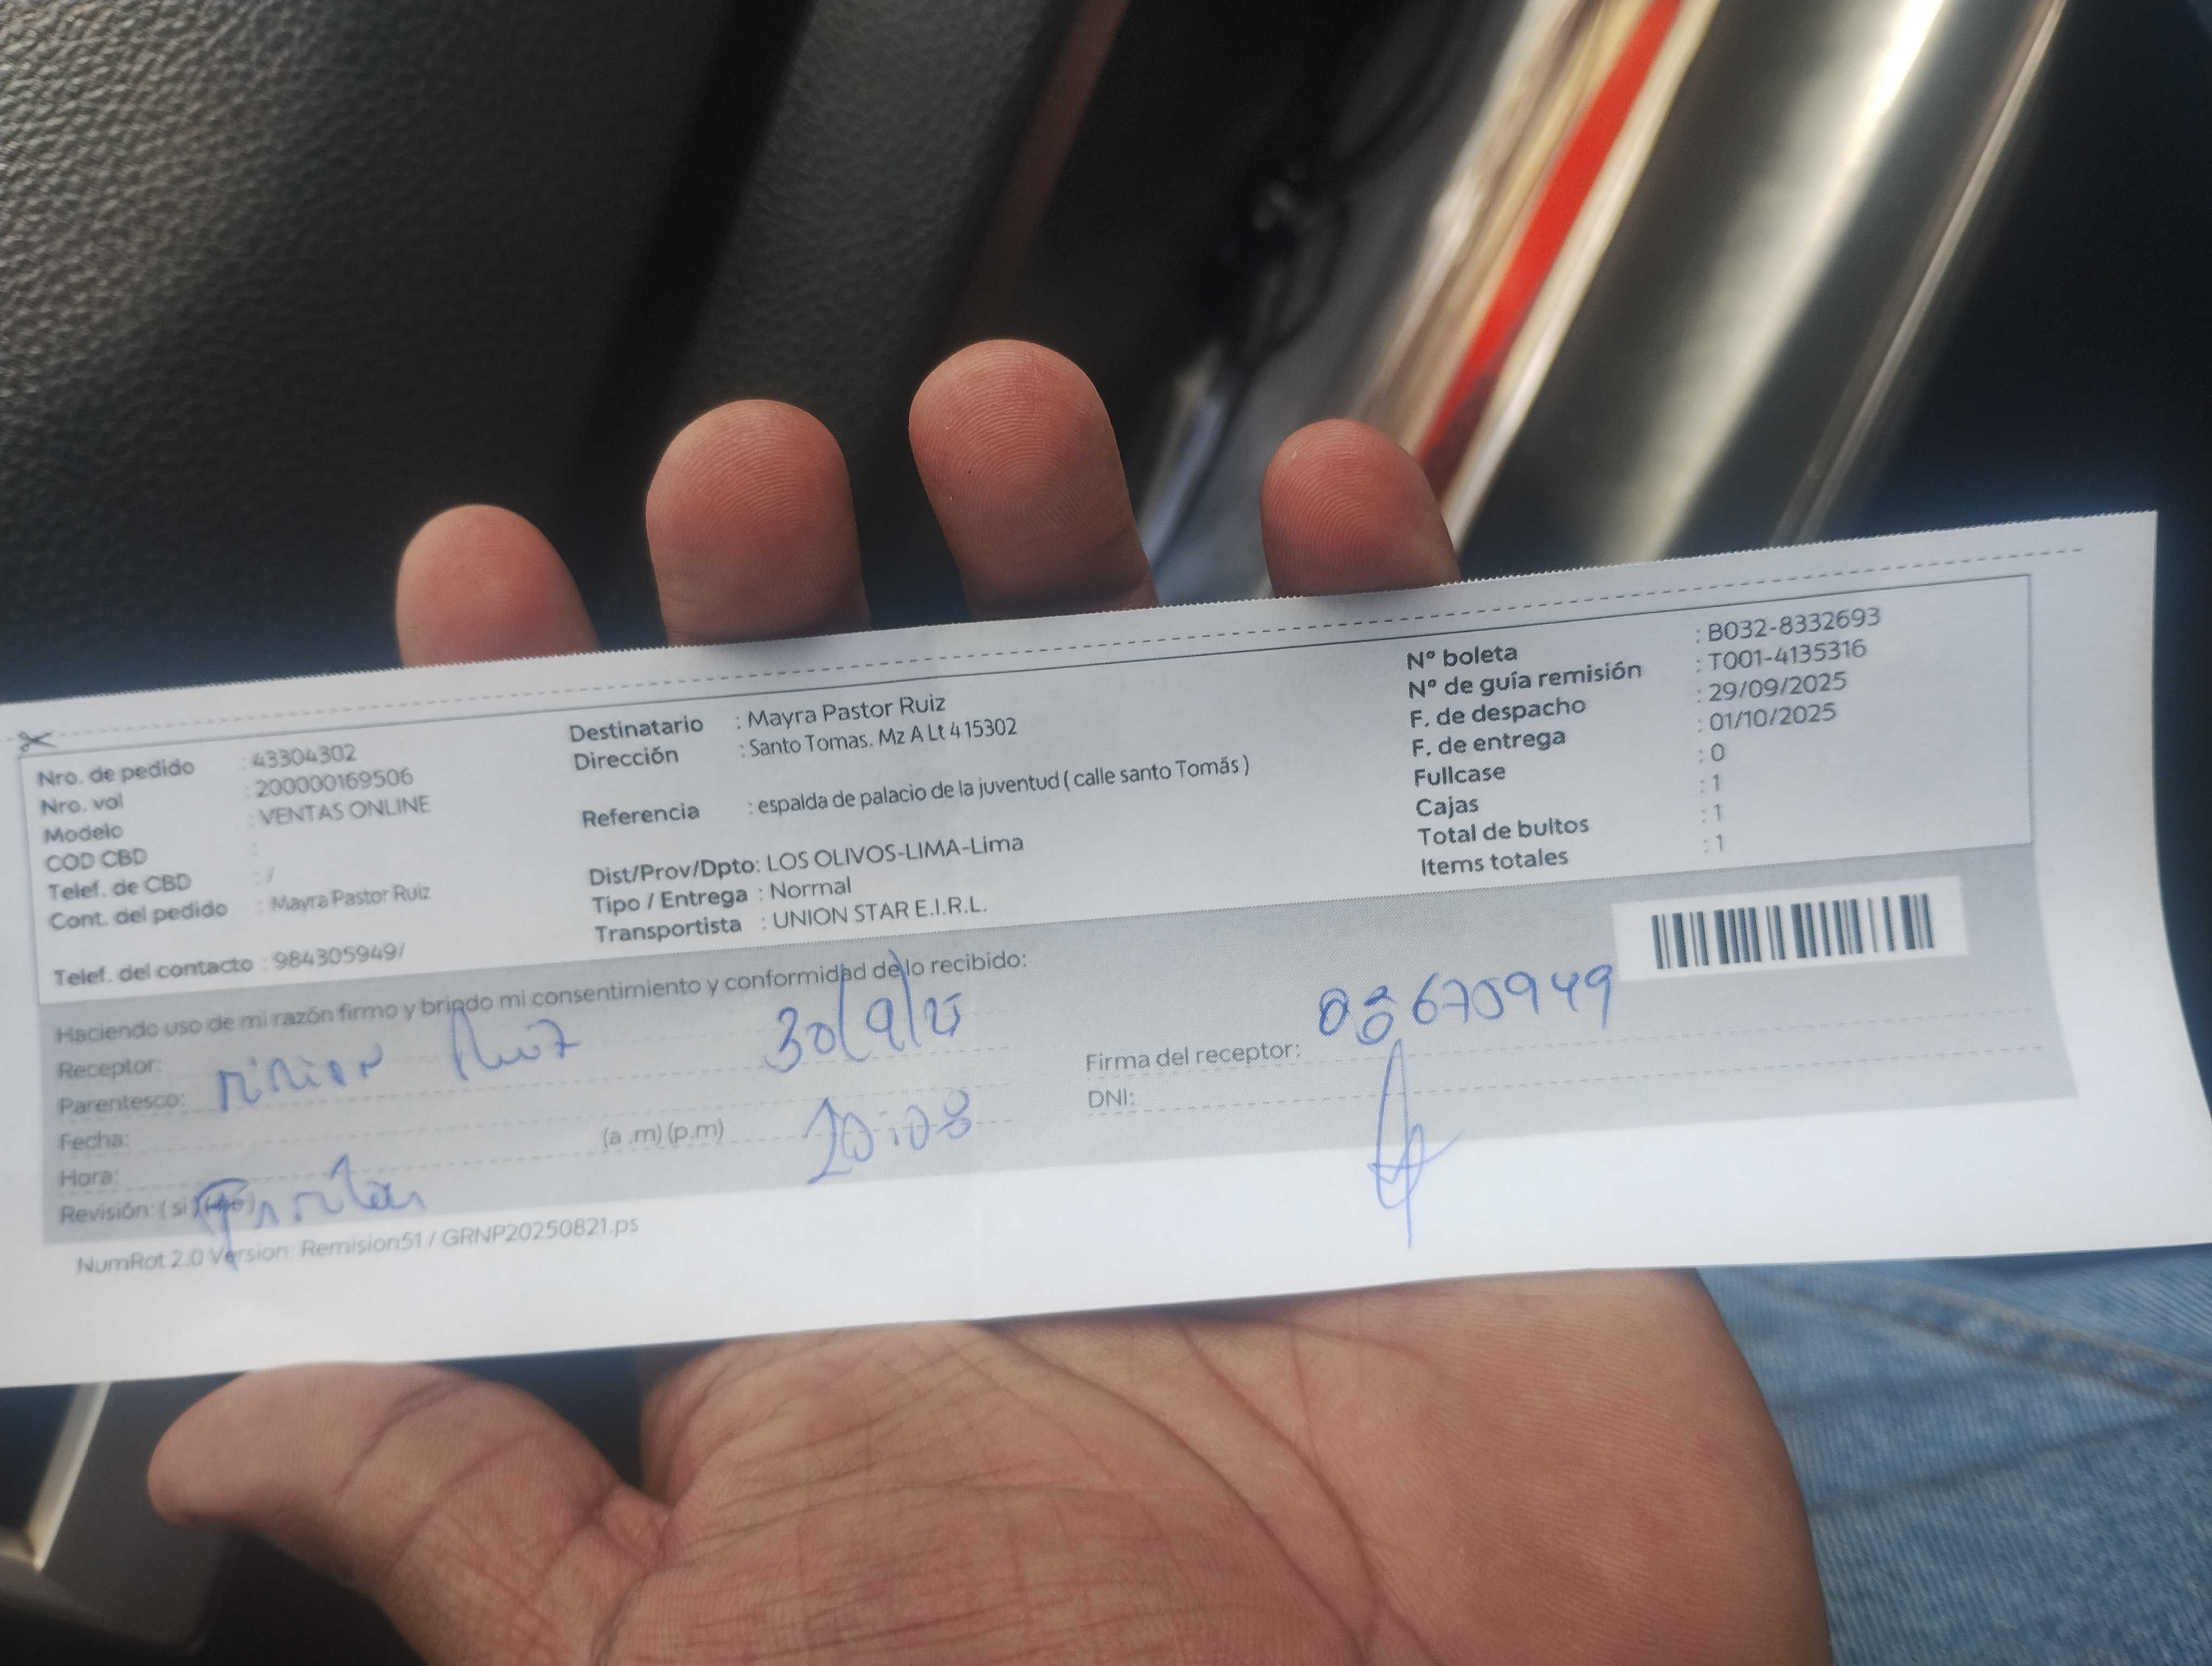 Nro. de pedido : 43304302
Nro. vol : 200000169506
Modelo : VENTAS ONLINE
COD CBD :
Telef. de CBD : /
Cont. del pedido : Mayra Pastor Ruiz
Telef. del contacto : 984305949/
Destinatario : Mayra Pastor Ruiz
Dirección : Santo Tomas. Mz A Lt 4 15302
Referencia : espalda de palacio de la juventud ( calle santo Tomás )
Dist/Prov/Dpto: LOS OLIVOS-LIMA-Lima
Tipo / Entrega : Normal
Transportista : UNION STAR E.I.R.L.
Nº boleta : B032-8332693
Nº de guía remisión : T001-4135316
F. de despacho : 29/09/2025
F. de entrega : 01/10/2025
Fullcase : 0
Cajas : 1
Total de bultos : 1
Items totales : 1
Haciendo uso de mi razón firmo y brindo mi consentimiento y conformidad de lo recibido:
Receptor:
Ruiz 30/9/25
Parentesco:
Fecha:
Hora: (a .m) (p.m) 20:08
Revisión: ( si ) ( no )
Firma del receptor:
DNI:
NumRot 2.0 Version: Remision51 / GRNP20250821.ps